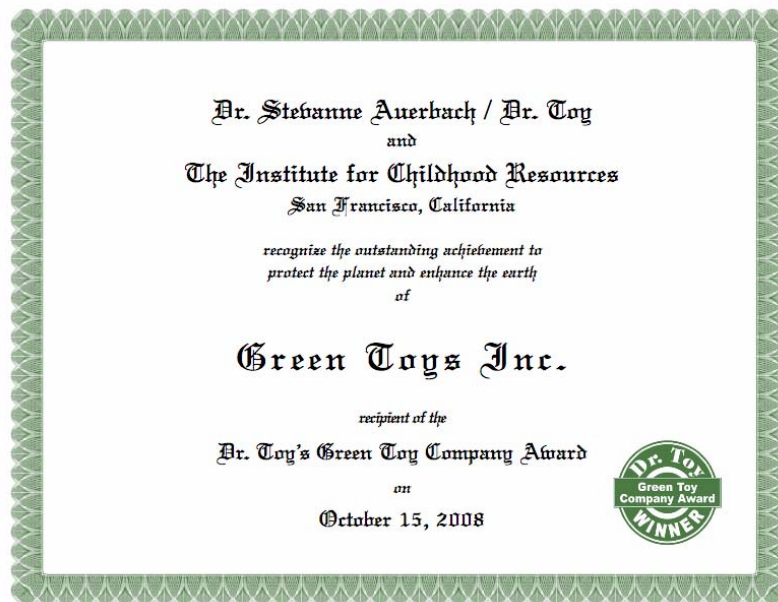 Dr. Stevanne Auerbach / Dr. Toy
and
The Institute for Childhood Resources
San Francisco, California
recognize the outstanding achievement to
protect the planet and enhance the earth
of
Green Toys Inc.
recipient of the
Dr. Toy's Green Toy Company Award
on
October 15, 2008
Dr. Toy
Green Toy
Company Award
WINNER